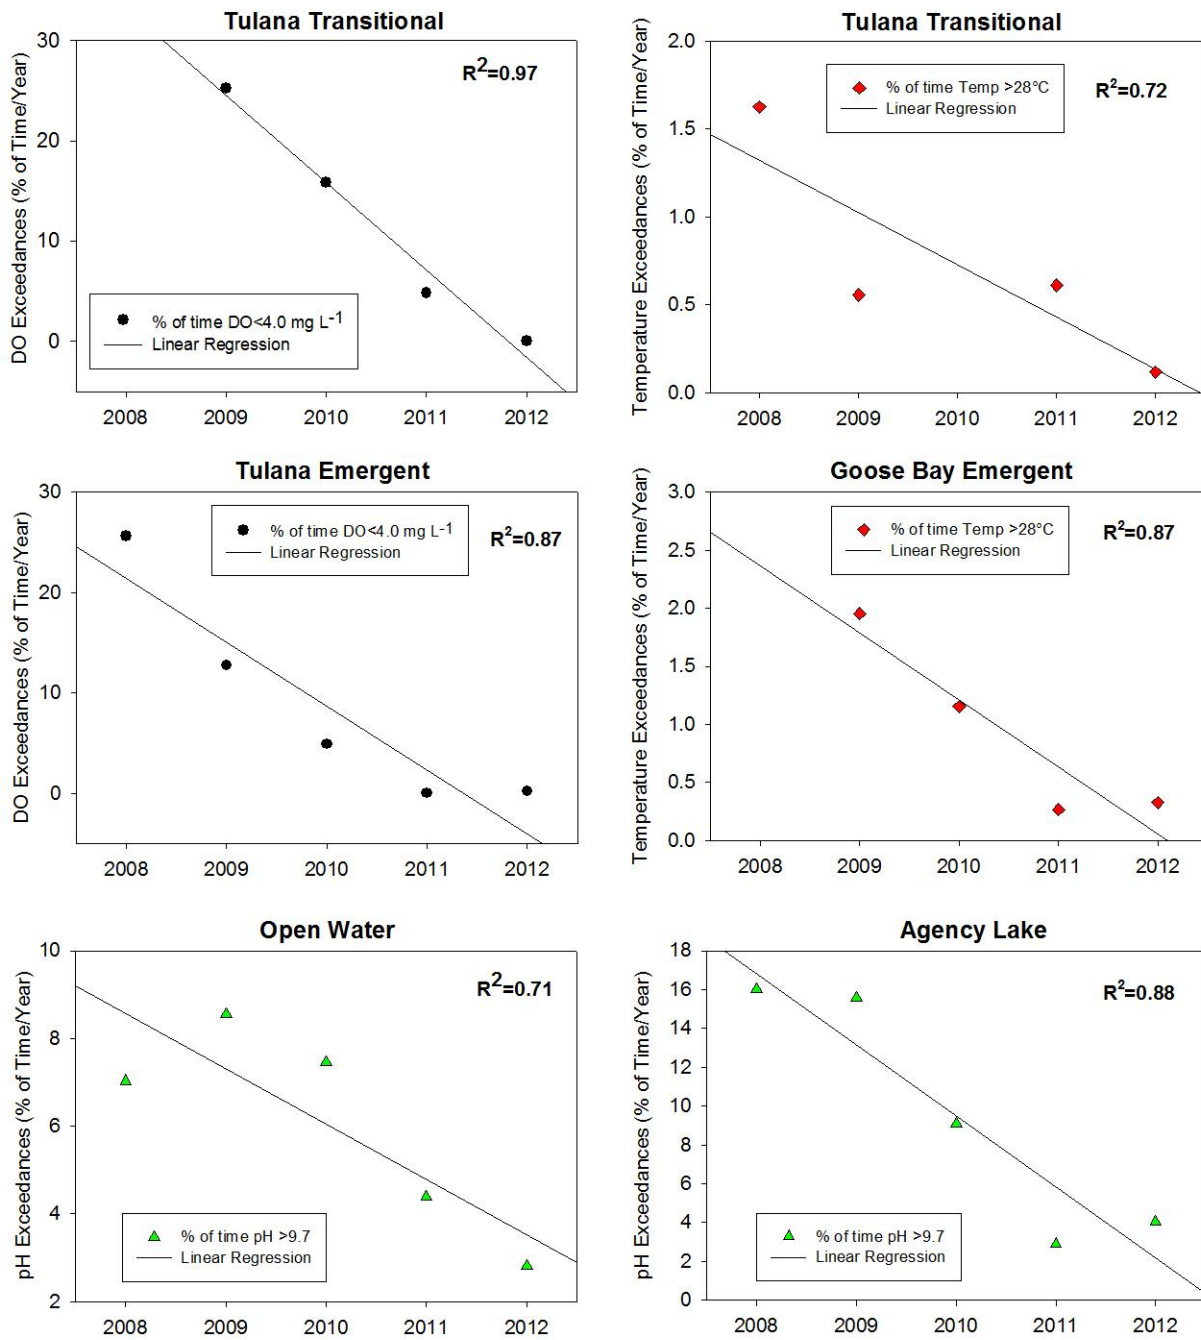 Tulana Transitional
DO Exceedances (% of Time/Year)
30
20
10
0
R²=0.97
% of time DO<4.0 mg L⁻¹
Linear Regression
2008 2009 2010 2011 2012
Tulana Transitional
Temperature Exceedances (% of Time/Year)
2.0
1.5
1.0
0.5
0.0
% of time Temp >28°C
Linear Regression
R²=0.72
2008 2009 2010 2011 2012
Tulana Emergent
DO Exceedances (% of Time/Year)
30
20
10
0
% of time DO<4.0 mg L⁻¹
Linear Regression
R²=0.87
2008 2009 2010 2011 2012
Goose Bay Emergent
Temperature Exceedances (% of Time/Year)
3.0
2.5
2.0
1.5
1.0
0.5
0.0
% of time Temp >28°C
Linear Regression
R²=0.87
2008 2009 2010 2011 2012
Open Water
pH Exceedances (% of Time/Year)
10
8
6
4
2
R²=0.71
% of time pH >9.7
Linear Regression
2008 2009 2010 2011 2012
Agency Lake
pH Exceedances (% of Time/Year)
18
16
14
12
10
8
6
4
2
0
R²=0.88
% of time pH >9.7
Linear Regression
2008 2009 2010 2011 2012